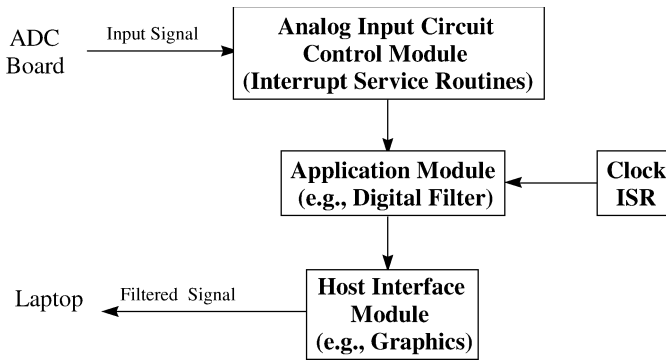 ADC
Board
Input Signal
Analog Input Circuit
Control Module
(Interrupt Service Routines)
Application Module
(e.g., Digital Filter)
Clock
ISR
Laptop
Filtered Signal
Host Interface
Module
(e.g., Graphics)